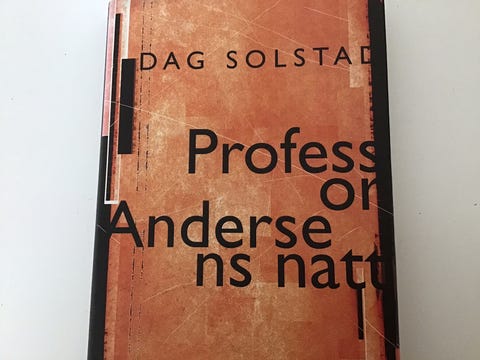 DAG SOLSTAD
Profess
or
Anderse
ns natt